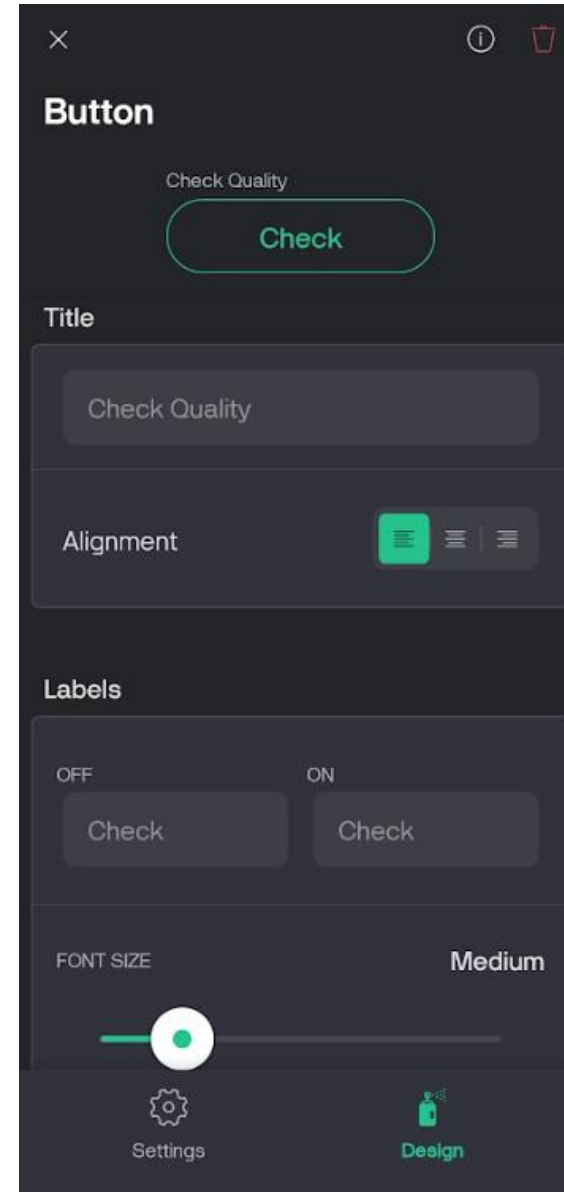 Button
Check Quality
Check
Title
Check Quality
Alignment
Labels
OFF ON
Check Check
FONT SIZE Medium
Settings Design